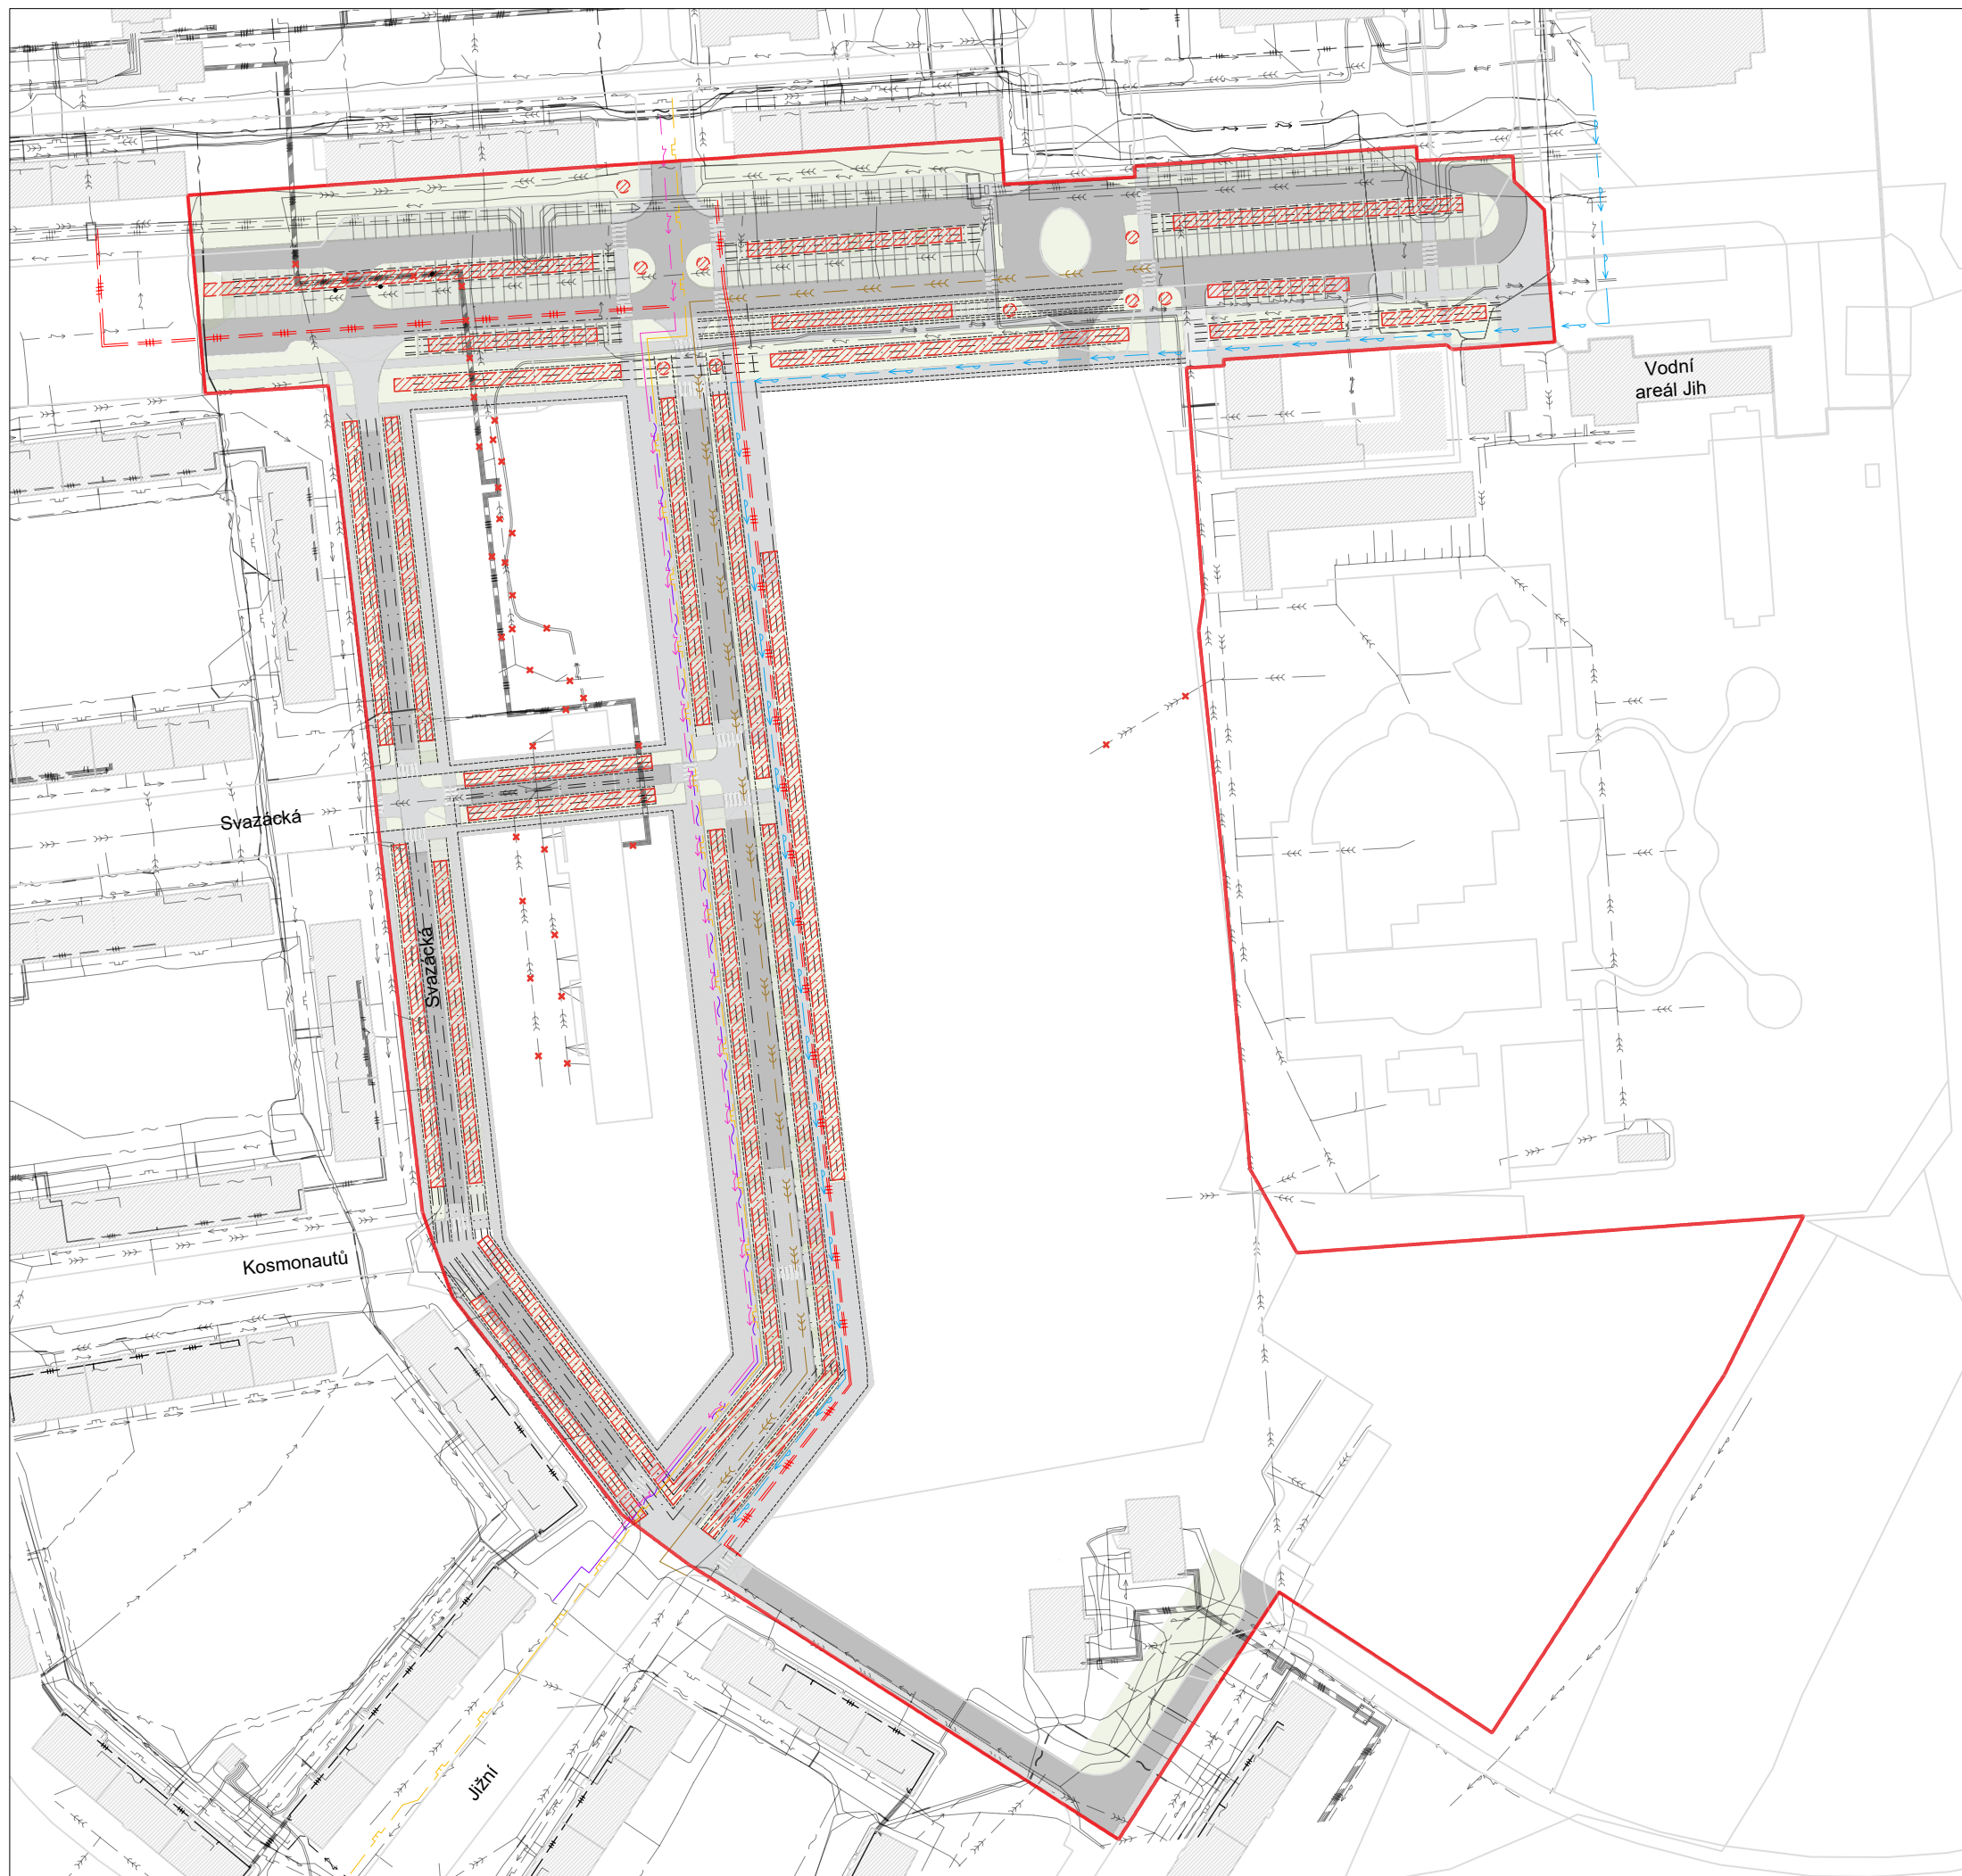 Vodní
areál Jih
Svazácká
Svazácká
Kosmonautů
Jižní